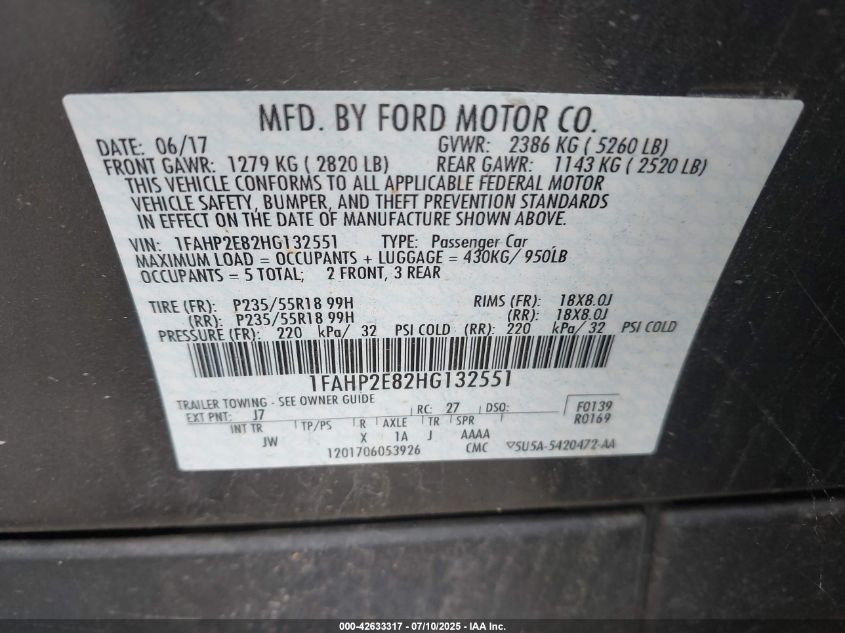 MFD. BY FORD MOTOR CO.
DATE: 06/17 GVWR: 2386 KG ( 5260 LB)
FRONT GAWR: 1279 KG ( 2820 LB) REAR GAWR: 1143 KG ( 2520 LB)
THIS VEHICLE CONFORMS TO ALL APPLICABLE FEDERAL MOTOR
VEHICLE SAFETY, BUMPER, AND THEFT PREVENTION STANDARDS
IN EFFECT ON THE DATE OF MANUFACTURE SHOWN ABOVE.
VIN: 1FAHP2E82HG132551 TYPE: Passenger Car
MAXIMUM LOAD = OCCUPANTS + LUGGAGE = 430KG/ 950LB
OCCUPANTS = 5 TOTAL; 2 FRONT, 3 REAR
TIRE (FR): P235/55R18 99H RIMS (FR): 18X8.0J
(RR): P235/55R18 99H (RR): 18X8.0J
PRESSURE (FR): 220 kPa/ 32 PSI COLD (RR): 220 kPa/ 32 PSI COLD
1FAHP2E82HG132551
TRAILER TOWING - SEE OWNER GUIDE
EXT PNT: J7 RC: 27 DSO: F0139
INT TR TP/PS R AXLE TR SPR R0169
JW X 1A J AAAA
1201706053926 CMC ▽5U5A-5420472-AA
000-42633317 / 07/10/2025 - IAA Inc.